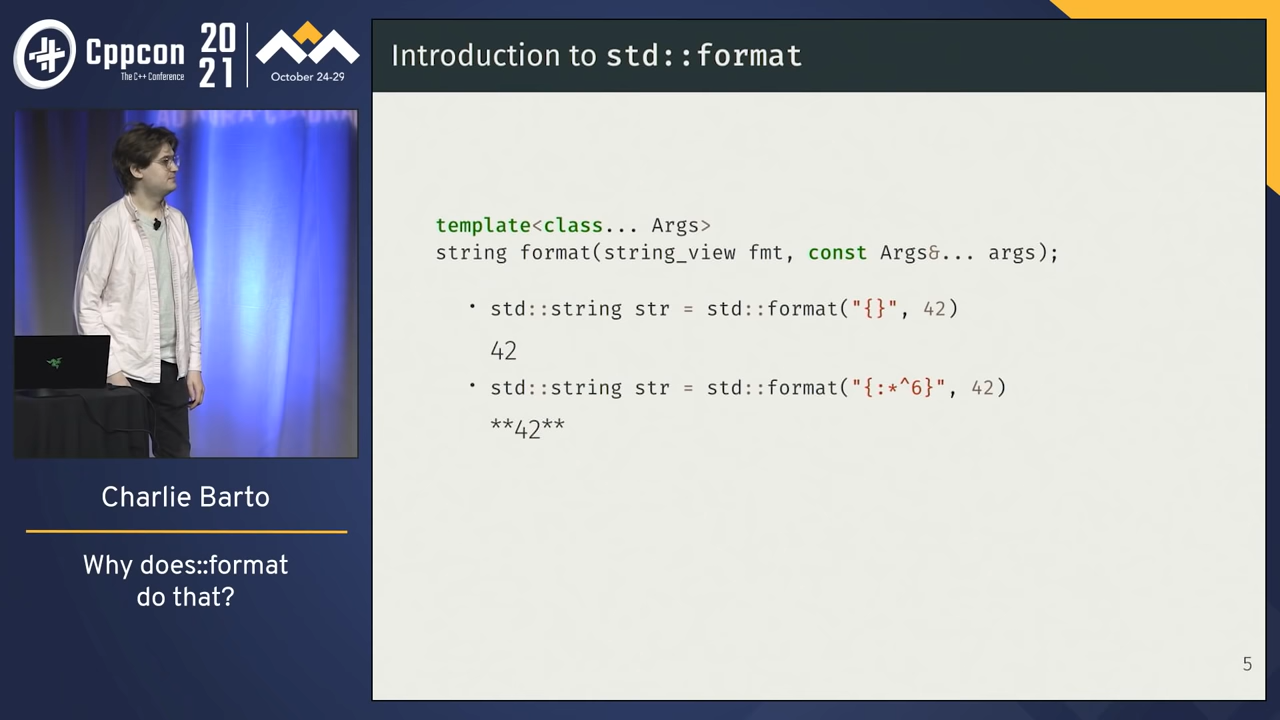 Cppcon
The C++ Conference
20
21
October 24-29
Charlie Barto
Why does::format
do that?
Introduction to std::format
template<class... Args>
string format(string_view fmt, const Args&... args);
• std::string str = std::format("{}", 42)
42
• std::string str = std::format("{:*^6}", 42)
**42**
5